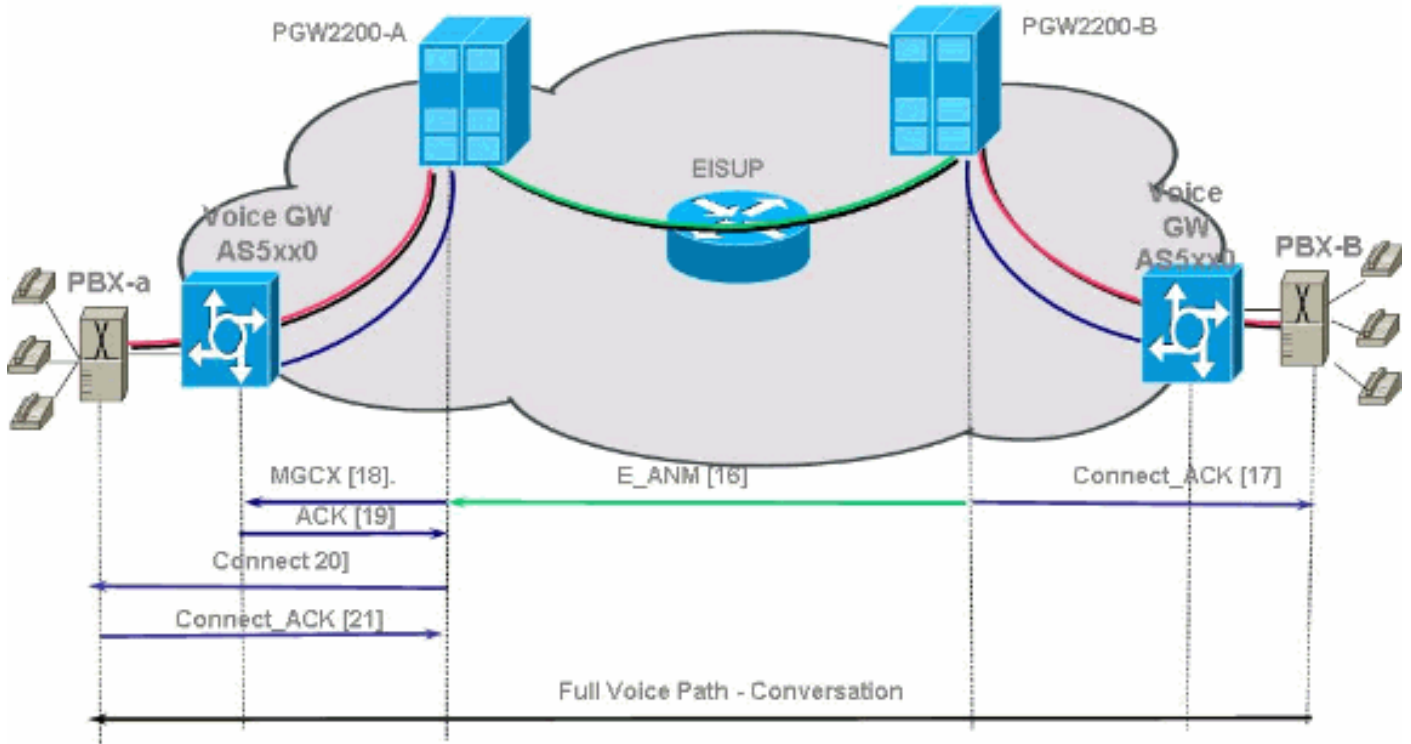 PGW2200-A
PGW2200-B
EISUP
Voice GW
AS5xx0
Voice
GW
AS5xx0
PBX-a
PBX-B
MGCX [18].
E_ANM [16]
Connect_ACK [17]
ACK [19]
Connect 20]
Connect_ACK [21]
Full Voice Path - Conversation